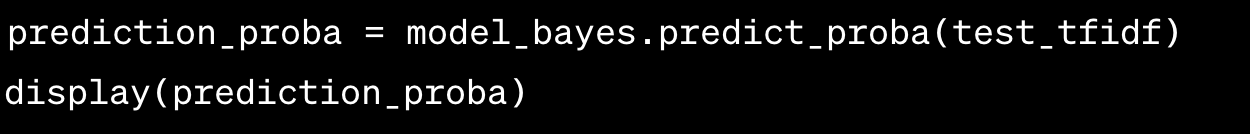 prediction_proba = model_bayes.predict_proba(test_tfidf)
display(prediction_proba)